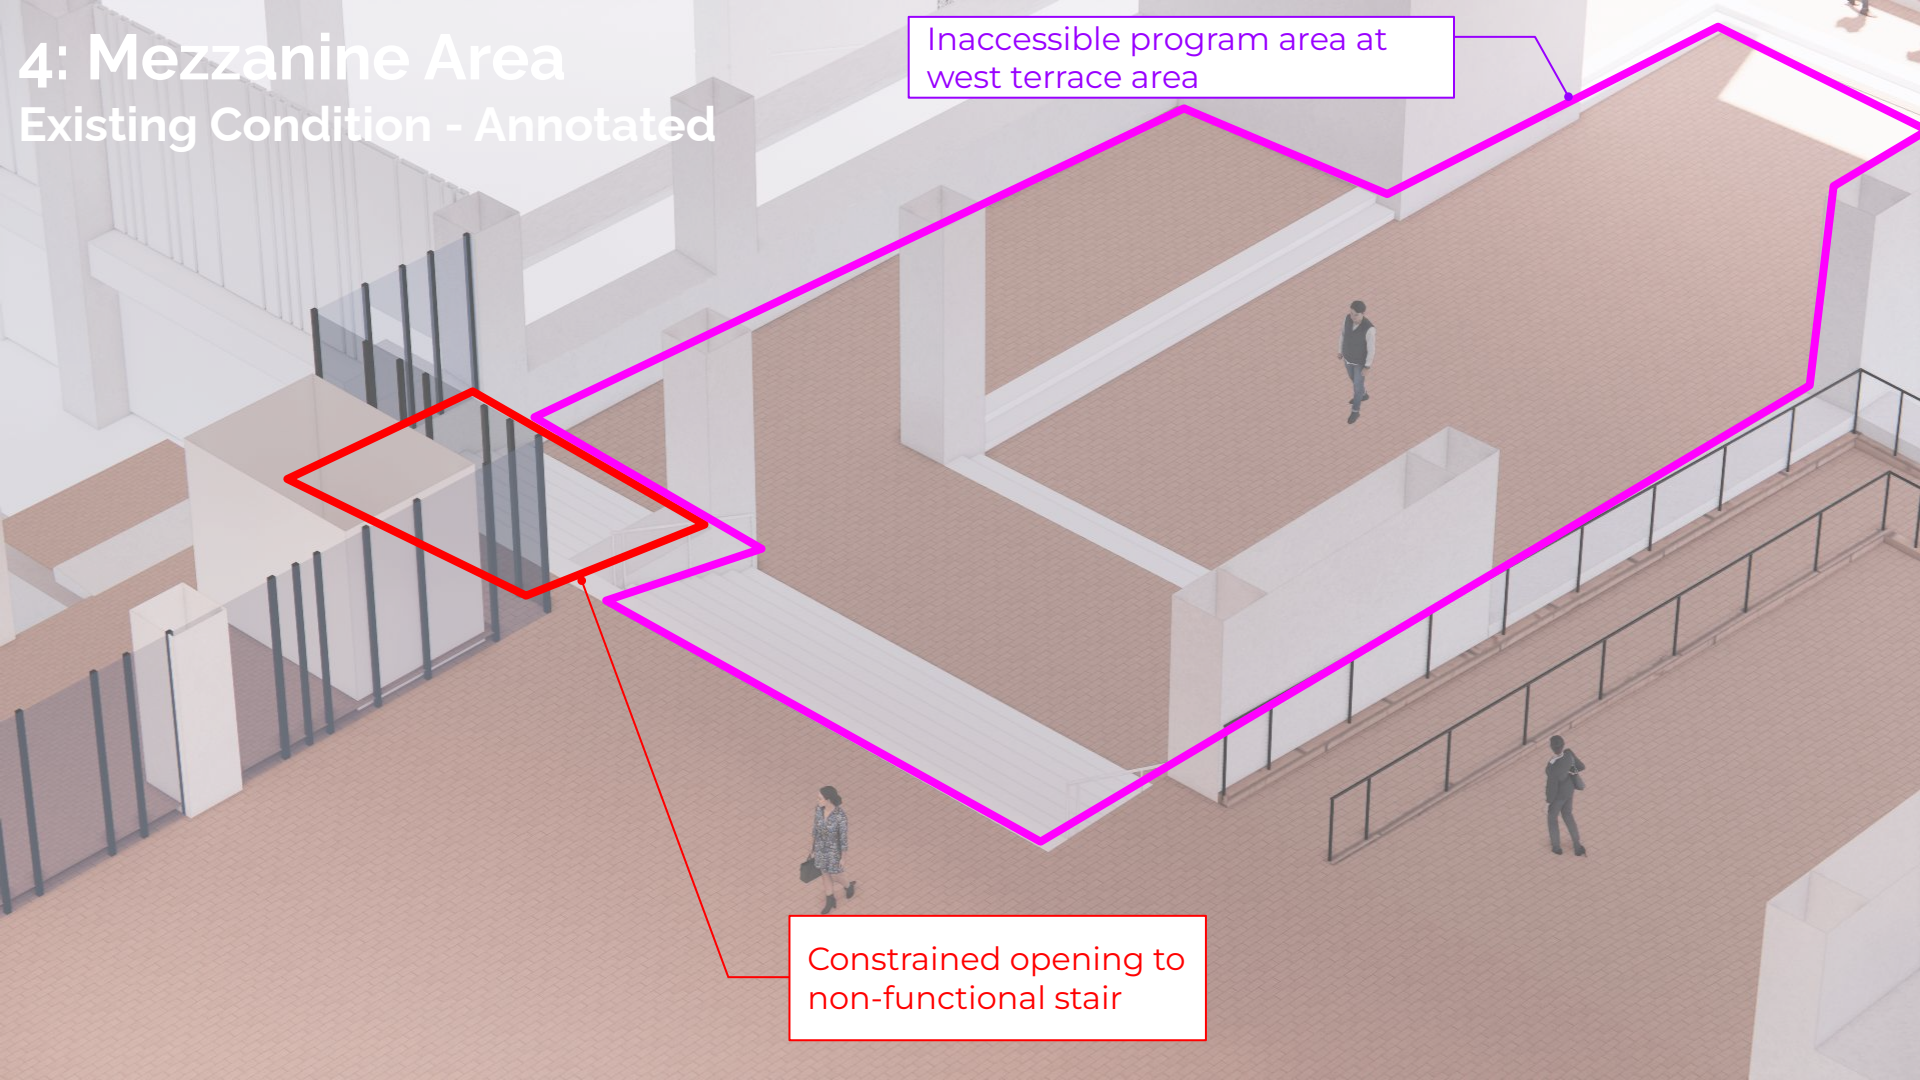 4: Mezzanine Area
Existing Condition - Annotated
Inaccessible program area at
west terrace area
Constrained opening to
non-functional stair